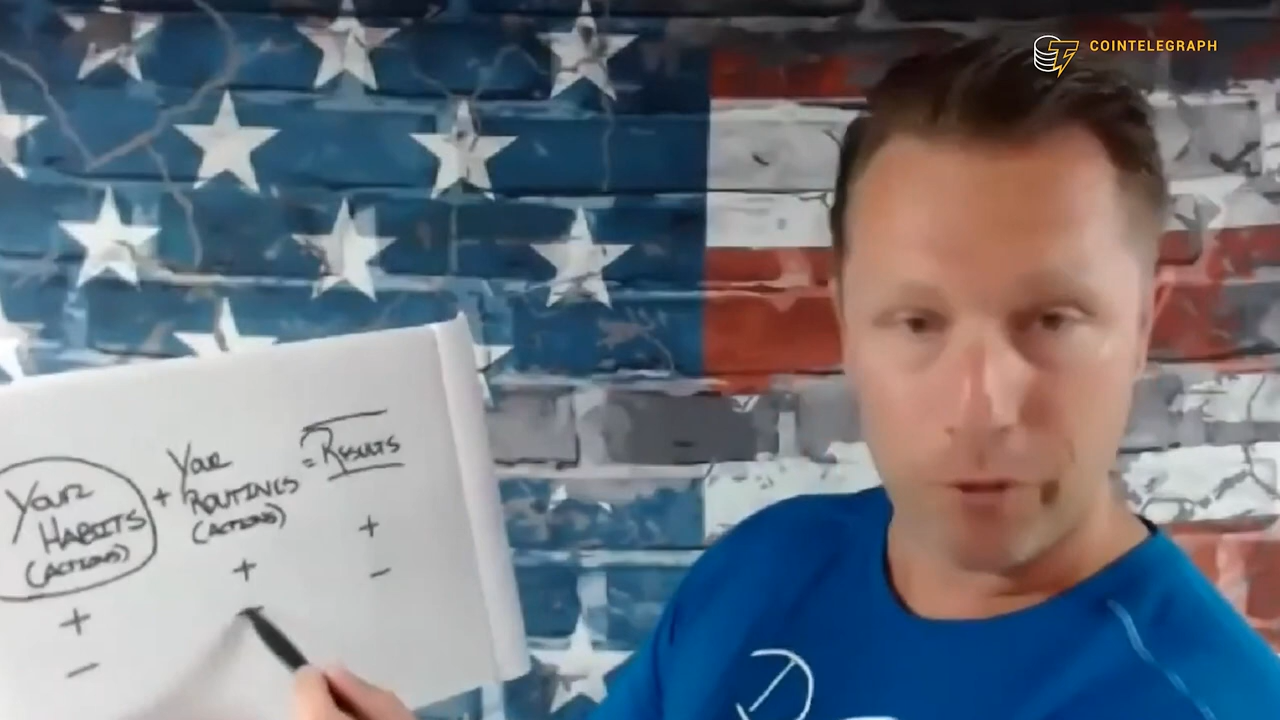 COINTELEGRAPH
YOUR
HABITS
(ACTIONS)
+
YOUR
ROUTINES
(ACTIONS)
= RESULTS
+
-
+
-
+
-